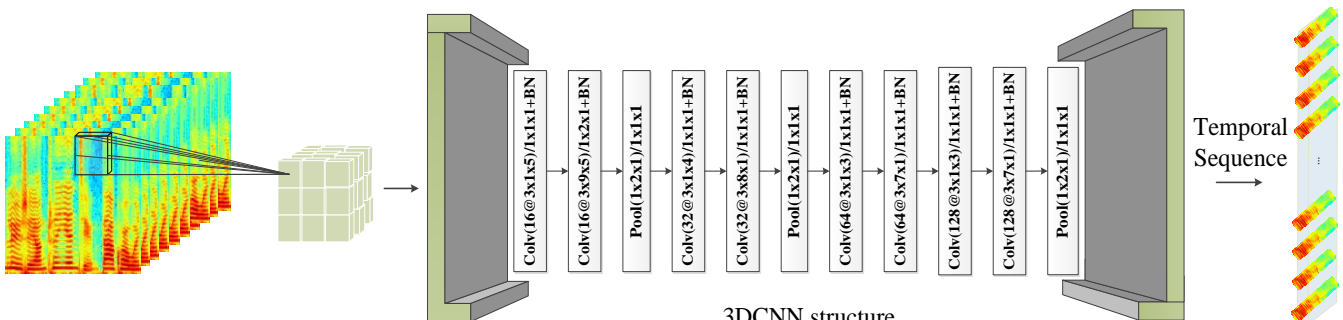 Colv(16@3x1x5)/1x1x1+BN
Colv(16@3x9x5)/1x2x1+BN
Pool(1x2x1)/1x1x1
Colv(32@3x1x4)/1x1x1+BN
Colv(32@3x8x1)/1x1x1+BN
Pool(1x2x1)/1x1x1
Colv(64@3x1x3)/1x1x1+BN
Colv(64@3x7x1)/1x1x1+BN
Colv(128@3x1x3)/1x1x1+BN
Colv(128@3x7x1)/1x1x1+BN
Pool(1x2x1)/1x1x1
Temporal
Sequence
...
3DCNN structure